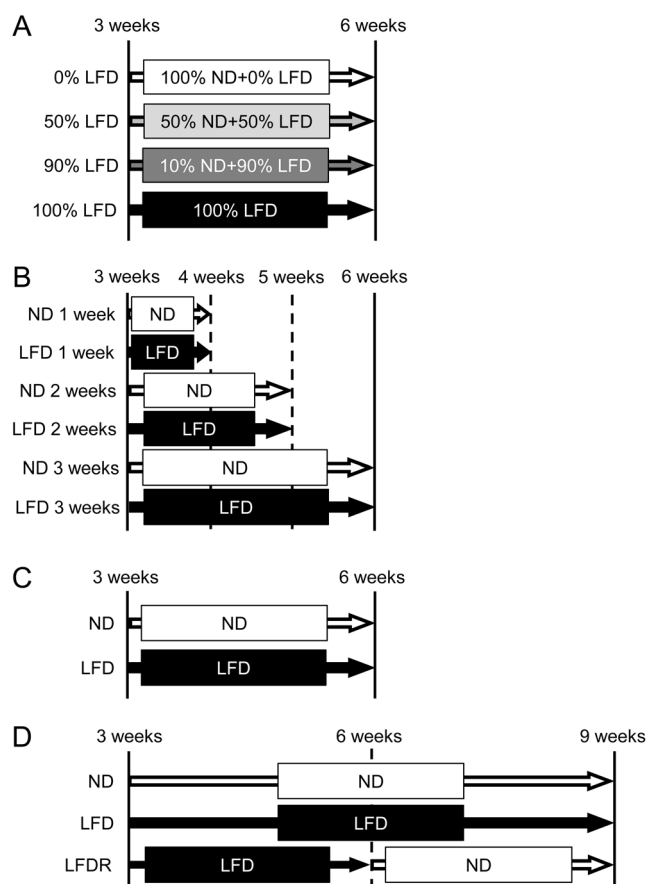 A
3 weeks 6 weeks
0% LFD 100% ND+0% LFD
50% LFD 50% ND+50% LFD
90% LFD 10% ND+90% LFD
100% LFD 100% LFD
B
3 weeks 4 weeks 5 weeks 6 weeks
ND 1 week ND
LFD 1 week LFD
ND 2 weeks ND
LFD 2 weeks LFD
ND 3 weeks ND
LFD 3 weeks LFD
C
3 weeks 6 weeks
ND ND
LFD LFD
D
3 weeks 6 weeks 9 weeks
ND ND
LFD LFD
LFDR LFD ND